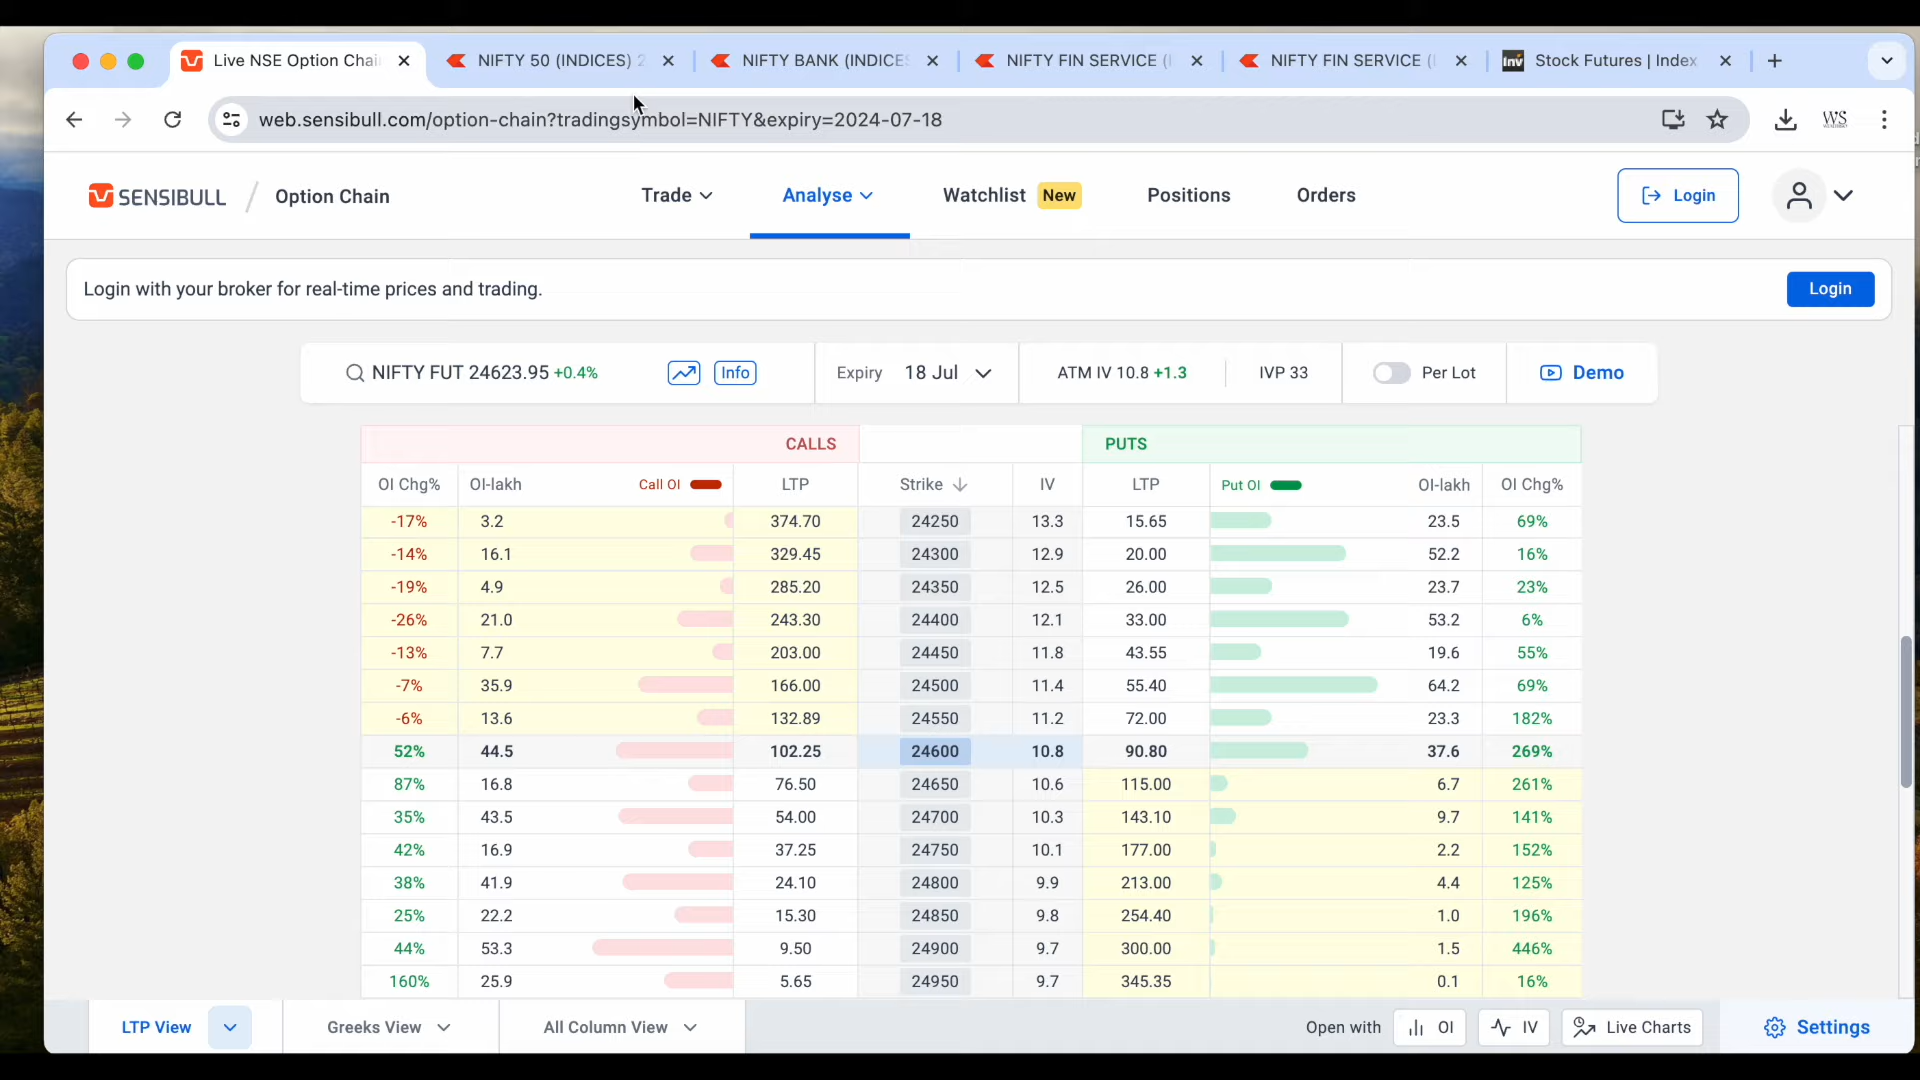 Live NSE Option Chai
NIFTY 50 (INDICES) 2
NIFTY BANK (INDICES
NIFTY FIN SERVICE (
NIFTY FIN SERVICE (
Inv Stock Futures | Index
web.sensibull.com/option-chain?tradingsymbol=NIFTY&expiry=2024-07-18
WS
SENSIBULL / Option Chain
Trade
Analyse
Watchlist New
Positions
Orders
Login
Login with your broker for real-time prices and trading.
Login
NIFTY FUT 24623.95 +0.4% Info Expiry 18 Jul ATM IV 10.8 +1.3 IVP 33 Per Lot Demo
CALLS PUTS
OI Chg% OI-lakh Call OI LTP Strike IV LTP Put OI OI-lakh OI Chg%
-17% 3.2 374.70 24250 13.3 15.65 23.5 69%
-14% 16.1 329.45 24300 12.9 20.00 52.2 16%
-19% 4.9 285.20 24350 12.5 26.00 23.7 23%
-26% 21.0 243.30 24400 12.1 33.00 53.2 6%
-13% 7.7 203.00 24450 11.8 43.55 19.6 55%
-7% 35.9 166.00 24500 11.4 55.40 64.2 69%
-6% 13.6 132.89 24550 11.2 72.00 23.3 182%
52% 44.5 102.25 24600 10.8 90.80 37.6 269%
87% 16.8 76.50 24650 10.6 115.00 6.7 261%
35% 43.5 54.00 24700 10.3 143.10 9.7 141%
42% 16.9 37.25 24750 10.1 177.00 2.2 152%
38% 41.9 24.10 24800 9.9 213.00 4.4 125%
25% 22.2 15.30 24850 9.8 254.40 1.0 196%
44% 53.3 9.50 24900 9.7 300.00 1.5 446%
160% 25.9 5.65 24950 9.7 345.35 0.1 16%
LTP View Greeks View All Column View Open with OI IV Live Charts Settings